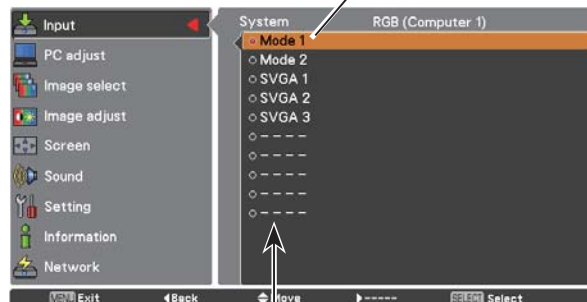 Input
PC adjust
Image select
Image adjust
Screen
Sound
Setting
Information
Network
System RGB (Computer 1)
Mode 1
Mode 2
SVGA 1
SVGA 2
SVGA 3
– – – –
– – – –
– – – –
– – – –
– – – –
MENU Exit ◀Back Move ▶----- SELECT Select